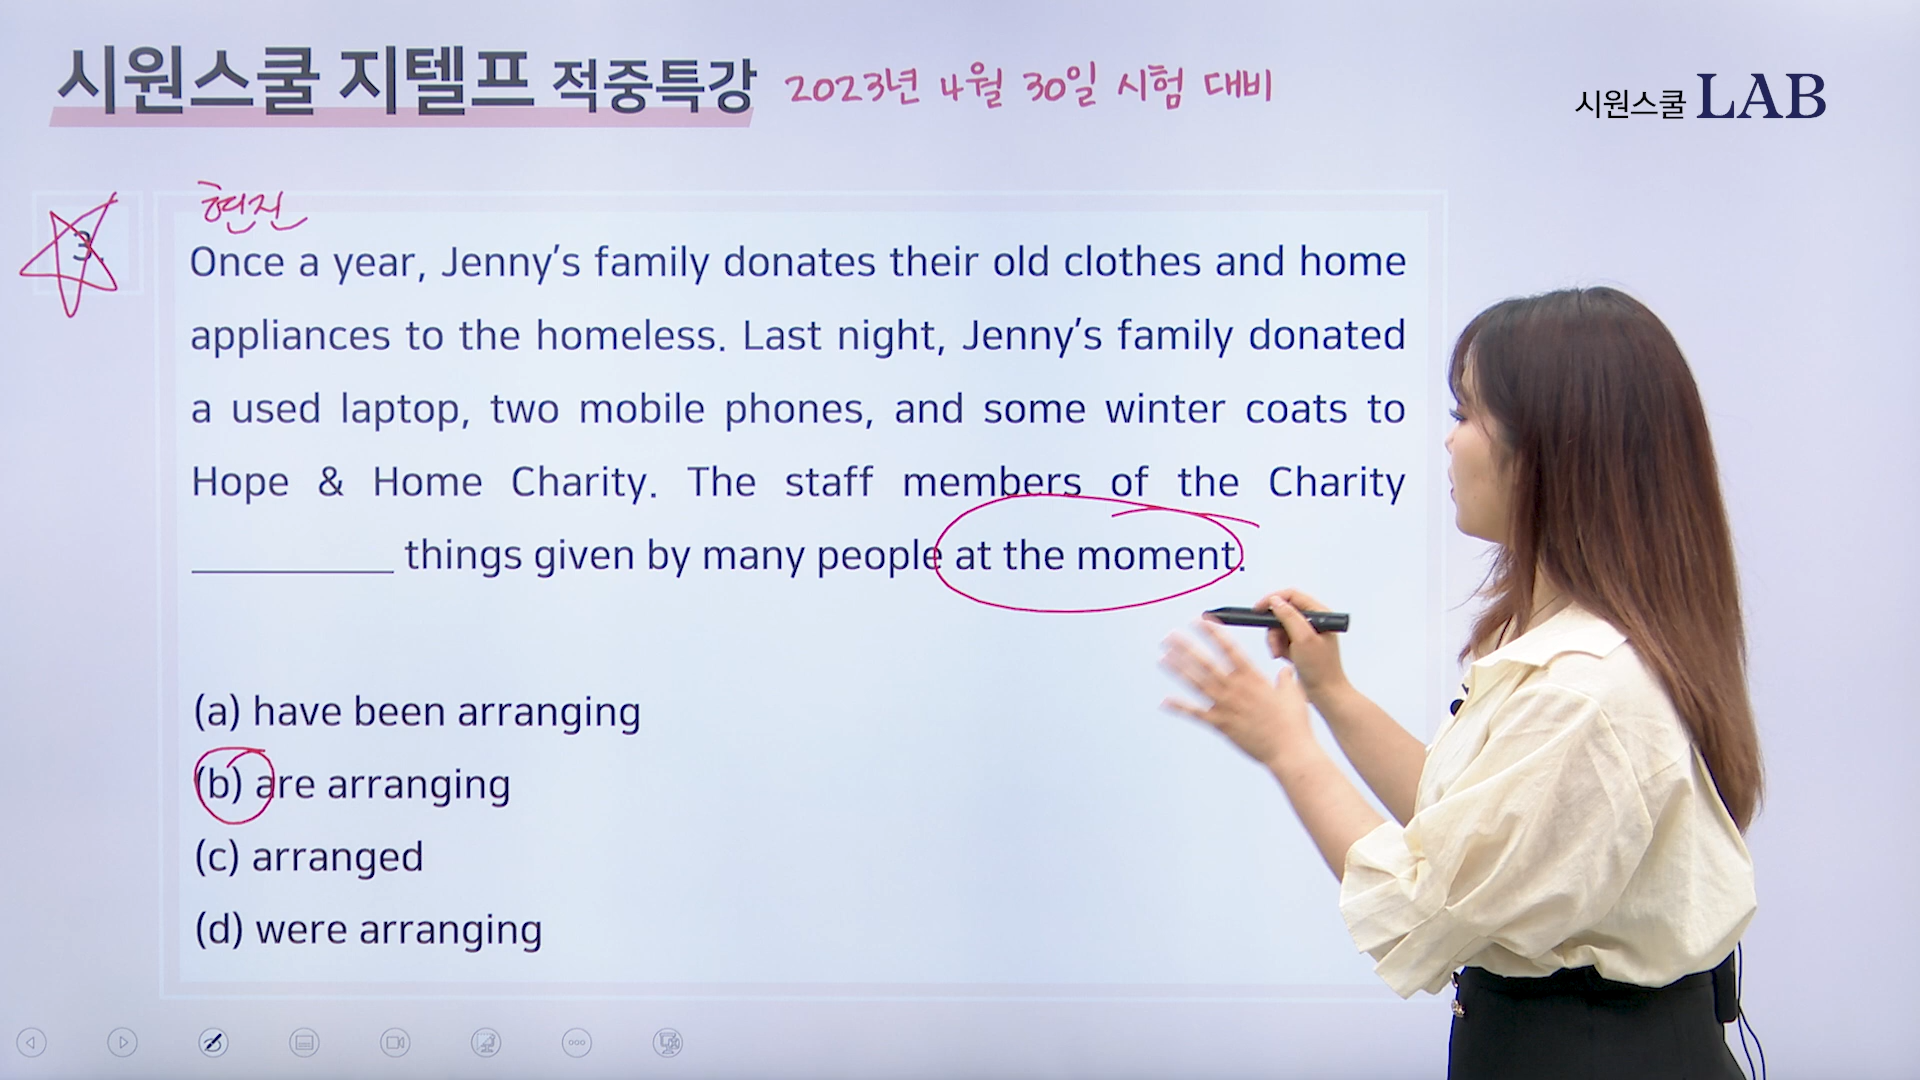 시원스쿨 지텔프 적중특강 2023년 4월 30일 시험 대비
시원스쿨 LAB
현진
3.
Once a year, Jenny's family donates their old clothes and home
appliances to the homeless. Last night, Jenny's family donated
a used laptop, two mobile phones, and some winter coats to
Hope & Home Charity. The staff members of the Charity
__________ things given by many people at the moment.
(a) have been arranging
(b) are arranging
(c) arranged
(d) were arranging